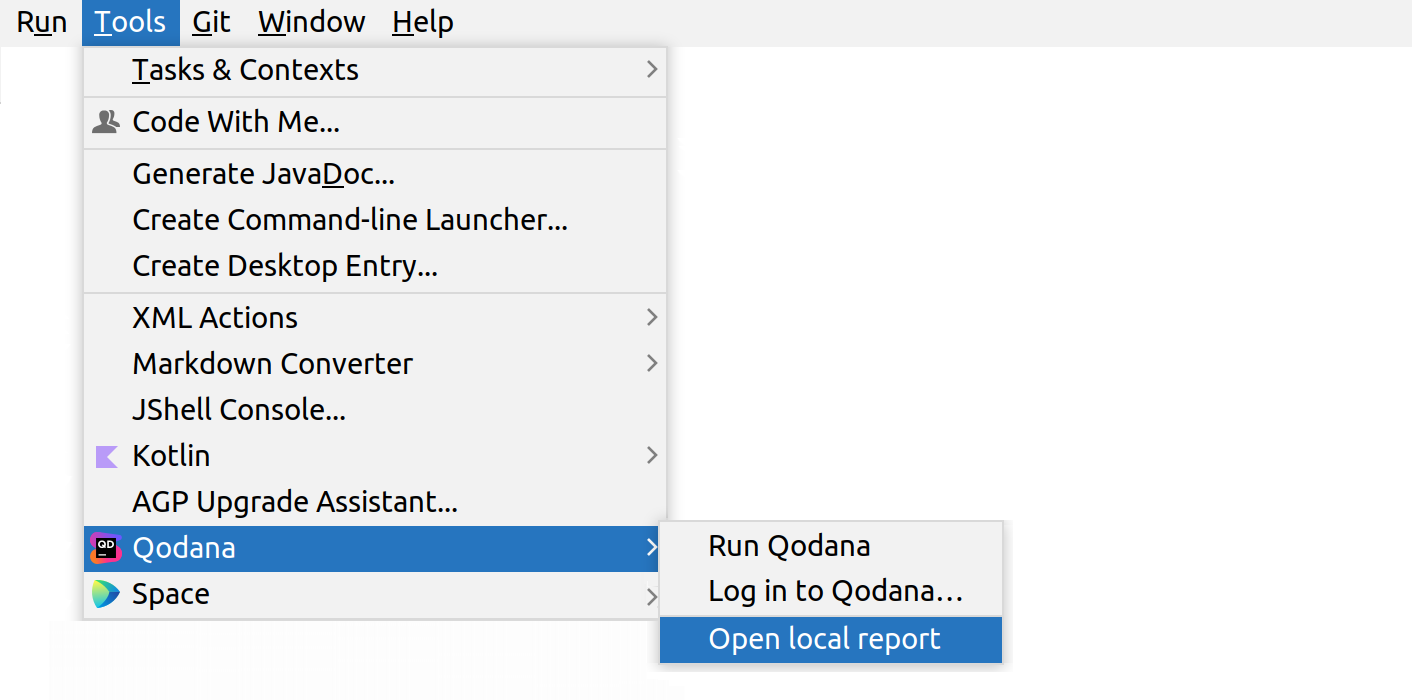 Run Tools Git Window Help
Tasks & Contexts
Code With Me...
Generate JavaDoc...
Create Command-line Launcher...
Create Desktop Entry...
XML Actions
Markdown Converter
JShell Console...
Kotlin
AGP Upgrade Assistant...
QD Qodana
Space
Run Qodana
Log in to Qodana...
Open local report